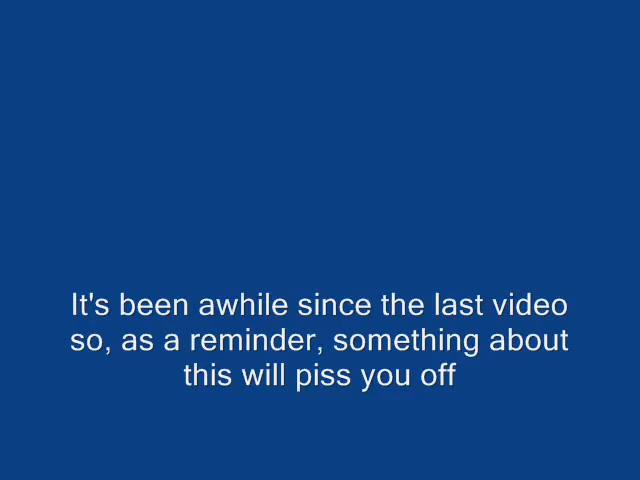 It's been awhile since the last video
so, as a reminder, something about
this will piss you off